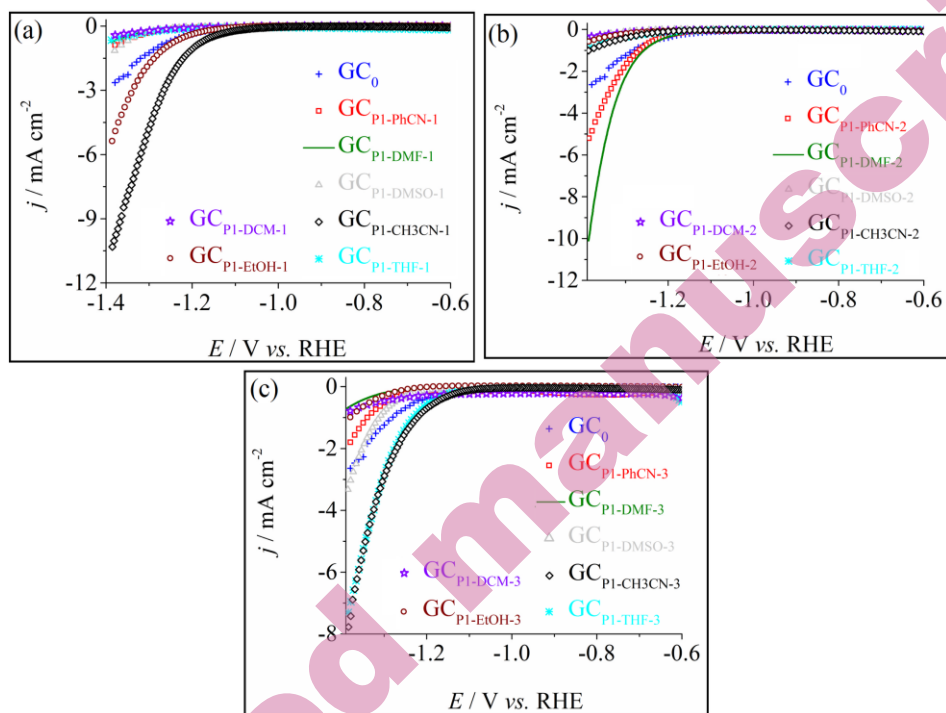 (a)
0
-3
-6
-9
-12
j / mA cm-2
GC0
GCP1-PhCN-1
GCP1-DMF-1
GCP1-DMSO-1
GCP1-DCM-1
GCP1-CH3CN-1
GCP1-EtOH-1
GCP1-THF-1
-1.4 -1.2 -1.0 -0.8 -0.6
E / V vs. RHE
(b)
0
-2
-4
-6
-8
-10
-12
j / mA cm-2
GC0
GCP1-PhCN-2
GCP1-DMF-2
GCP1-DMSO-2
GCP1-DCM-2
GCP1-CH3CN-2
GCP1-EtOH-2
GCP1-THF-2
-1.2 -1.0 -0.8 -0.6
E / V vs. RHE
(c)
0
-2
-4
-6
-8
j / mA cm-2
GC0
GCP1-PhCN-3
GCP1-DMF-3
GCP1-DMSO-3
GCP1-DCM-3
GCP1-CH3CN-3
GCP1-EtOH-3
GCP1-THF-3
-1.2 -1.0 -0.8 -0.6
E / V vs. RHE
d manuscr